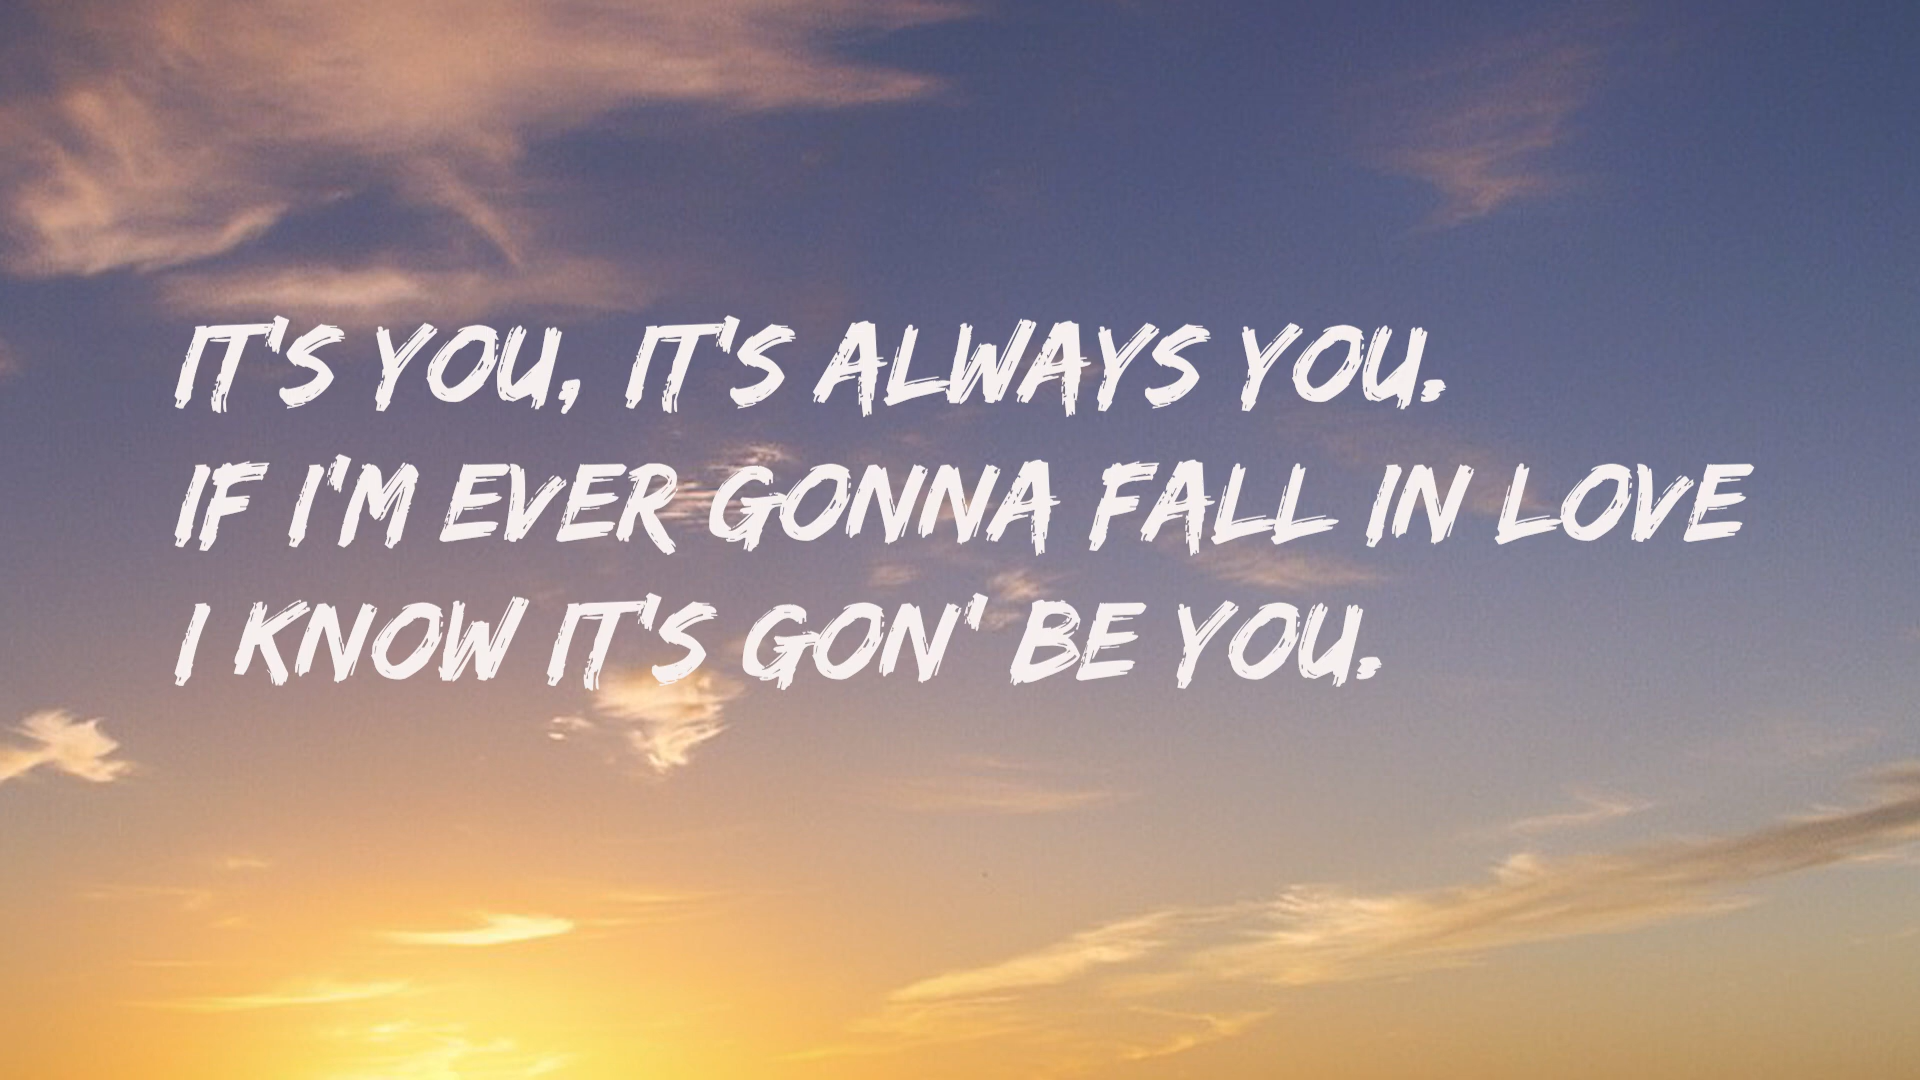 IT'S YOU, IT'S ALWAYS YOU.
IF I'M EVER GONNA FALL IN LOVE
I KNOW IT'S GON' BE YOU.